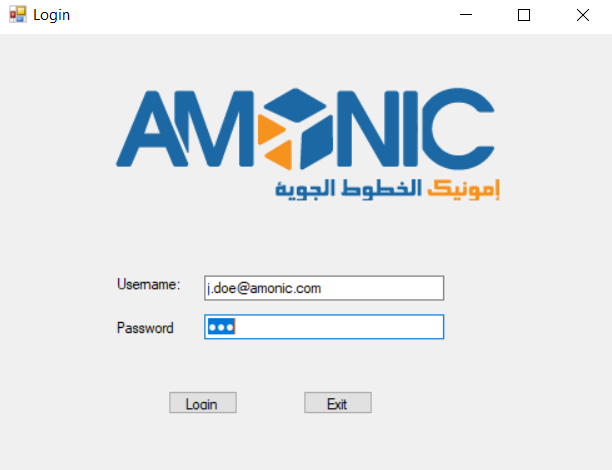 Login
AMONIC
إمونيك الخطوط الجوية
Username:
j.doe@amonic.com
Password
●●●
Login
Exit